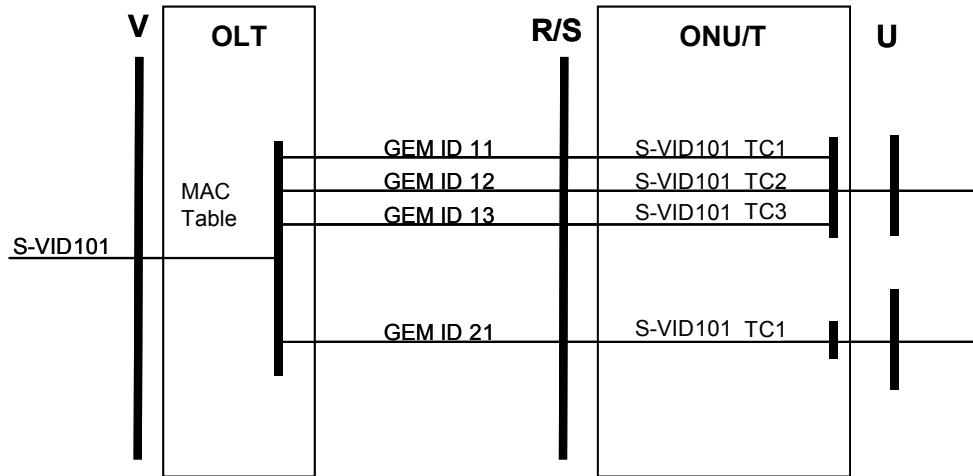 V
OLT
R/S
ONU/T
U
GEM ID 11
S-VID101 TC1
GEM ID 12
S-VID101 TC2
MAC
Table
GEM ID 13
S-VID101 TC3
S-VID101
GEM ID 21
S-VID101 TC1